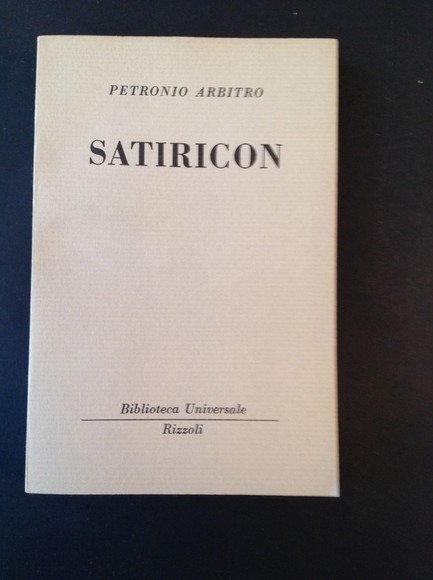 PETRONIO ARBITRO
SATIRICON
Biblioteca Universale
Rizzoli